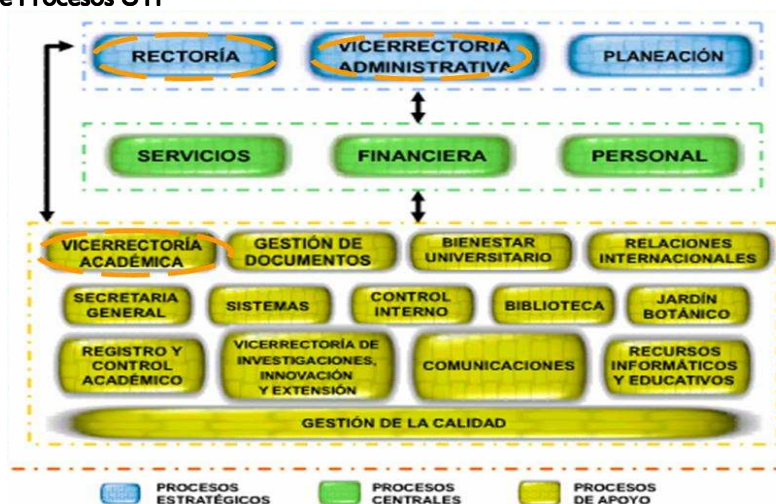 e Procesos UTP
RECTORÍA
VICERRECTORIA
ADMINISTRATIVA
PLANEACIÓN
SERVICIOS
FINANCIERA
PERSONAL
VICERRECTORÍA
ACADÉMICA
GESTIÓN DE
DOCUMENTOS
BIENESTAR
UNIVERSITARIO
RELACIONES
INTERNACIONALES
SECRETARIA
GENERAL
SISTEMAS
CONTROL
INTERNO
BIBLIOTECA
JARDÍN
BOTÁNICO
REGISTRO Y
CONTROL
ACADÉMICO
VICERRECTORÍA DE
INVESTIGACIONES,
INNOVACIÓN
Y EXTENSIÓN
COMUNICACIONES
RECURSOS
INFORMÁTICOS
Y EDUCATIVOS
GESTIÓN DE LA CALIDAD
PROCESOS
ESTRATÉGICOS
PROCESOS
CENTRALES
PROCESOS
DE APOYO